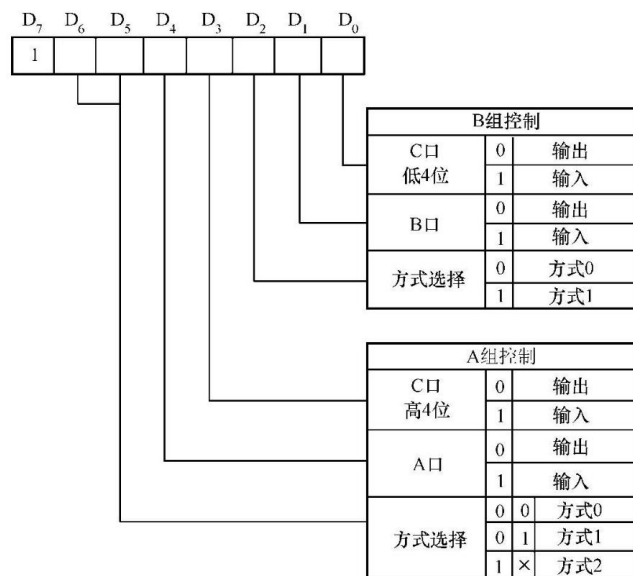 D₇ D₆ D₅ D₄ D₃ D₂ D₁ D₀
1
B组控制
C口
低4位
0 输出
1 输入
B口
0 输出
1 输入
方式选择
0 方式0
1 方式1
A组控制
C口
高4位
0 输出
1 输入
A口
0 输出
1 输入
方式选择
0 0 方式0
0 1 方式1
1 × 方式2